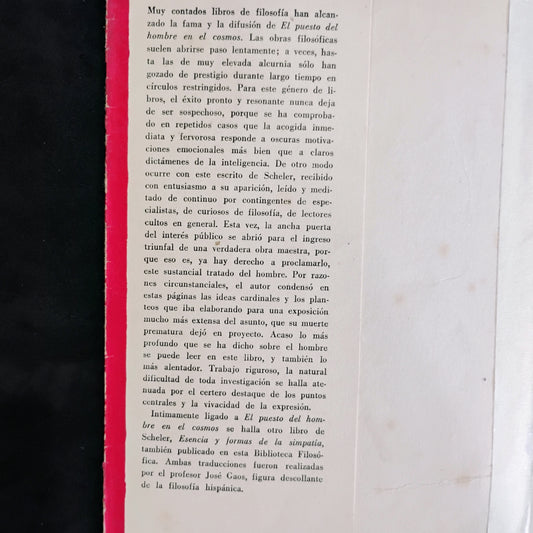 Muy contados libros de filosofía han alcan-
zado la fama y la difusión de El puesto del
hombre en el cosmos. Las obras filosóficas
suelen abrirse paso lentamente; a veces, has-
ta las de muy elevada alcurnia sólo han
gozado de prestigio durante largo tiempo en
círculos restringidos. Para este género de li-
bros, el éxito pronto y resonante nunca deja
de ser sospechoso, porque se ha comproba-
do en repetidos casos que la acogida inme-
diata y fervorosa responde a oscuras motiva-
ciones emocionales más bien que a claros
dictámenes de la inteligencia. De otro modo
ocurre con este escrito de Scheler, recibido
con entusiasmo a su aparición, leído y medi-
tado de continuo por contingentes de espe-
cialistas, de curiosos de filosofía, de lectores
cultos en general. Esta vez, la ancha puerta
del interés público se abrió para el ingreso
triunfal de una verdadera obra maestra, por-
que eso es, ya hay derecho a proclamarlo,
este sustancial tratado del hombre. Por razo-
nes circunstanciales, el autor condensó en
estas páginas las ideas cardinales y los plan-
teos que iba elaborando para una exposición
mucho más extensa del asunto, que su muerte
prematura dejó en proyecto. Acaso lo más
profundo que se ha dicho sobre el hombre
se puede leer en este libro, y también lo
más alentador. Trabajo riguroso, la natural
dificultad de toda investigación se halla ate-
nuada por el certero destaque de los puntos
centrales y la vivacidad de la expresión.
Intimamente ligado a El puesto del hom-
bre en el cosmos se halla otro libro de
Scheler, Esencia y formas de la simpatía,
también publicado en esta Biblioteca Filosó-
fica. Ambas traducciones fueron realizadas
por el profesor José Gaos, figura descollante
de la filosofía hispánica.